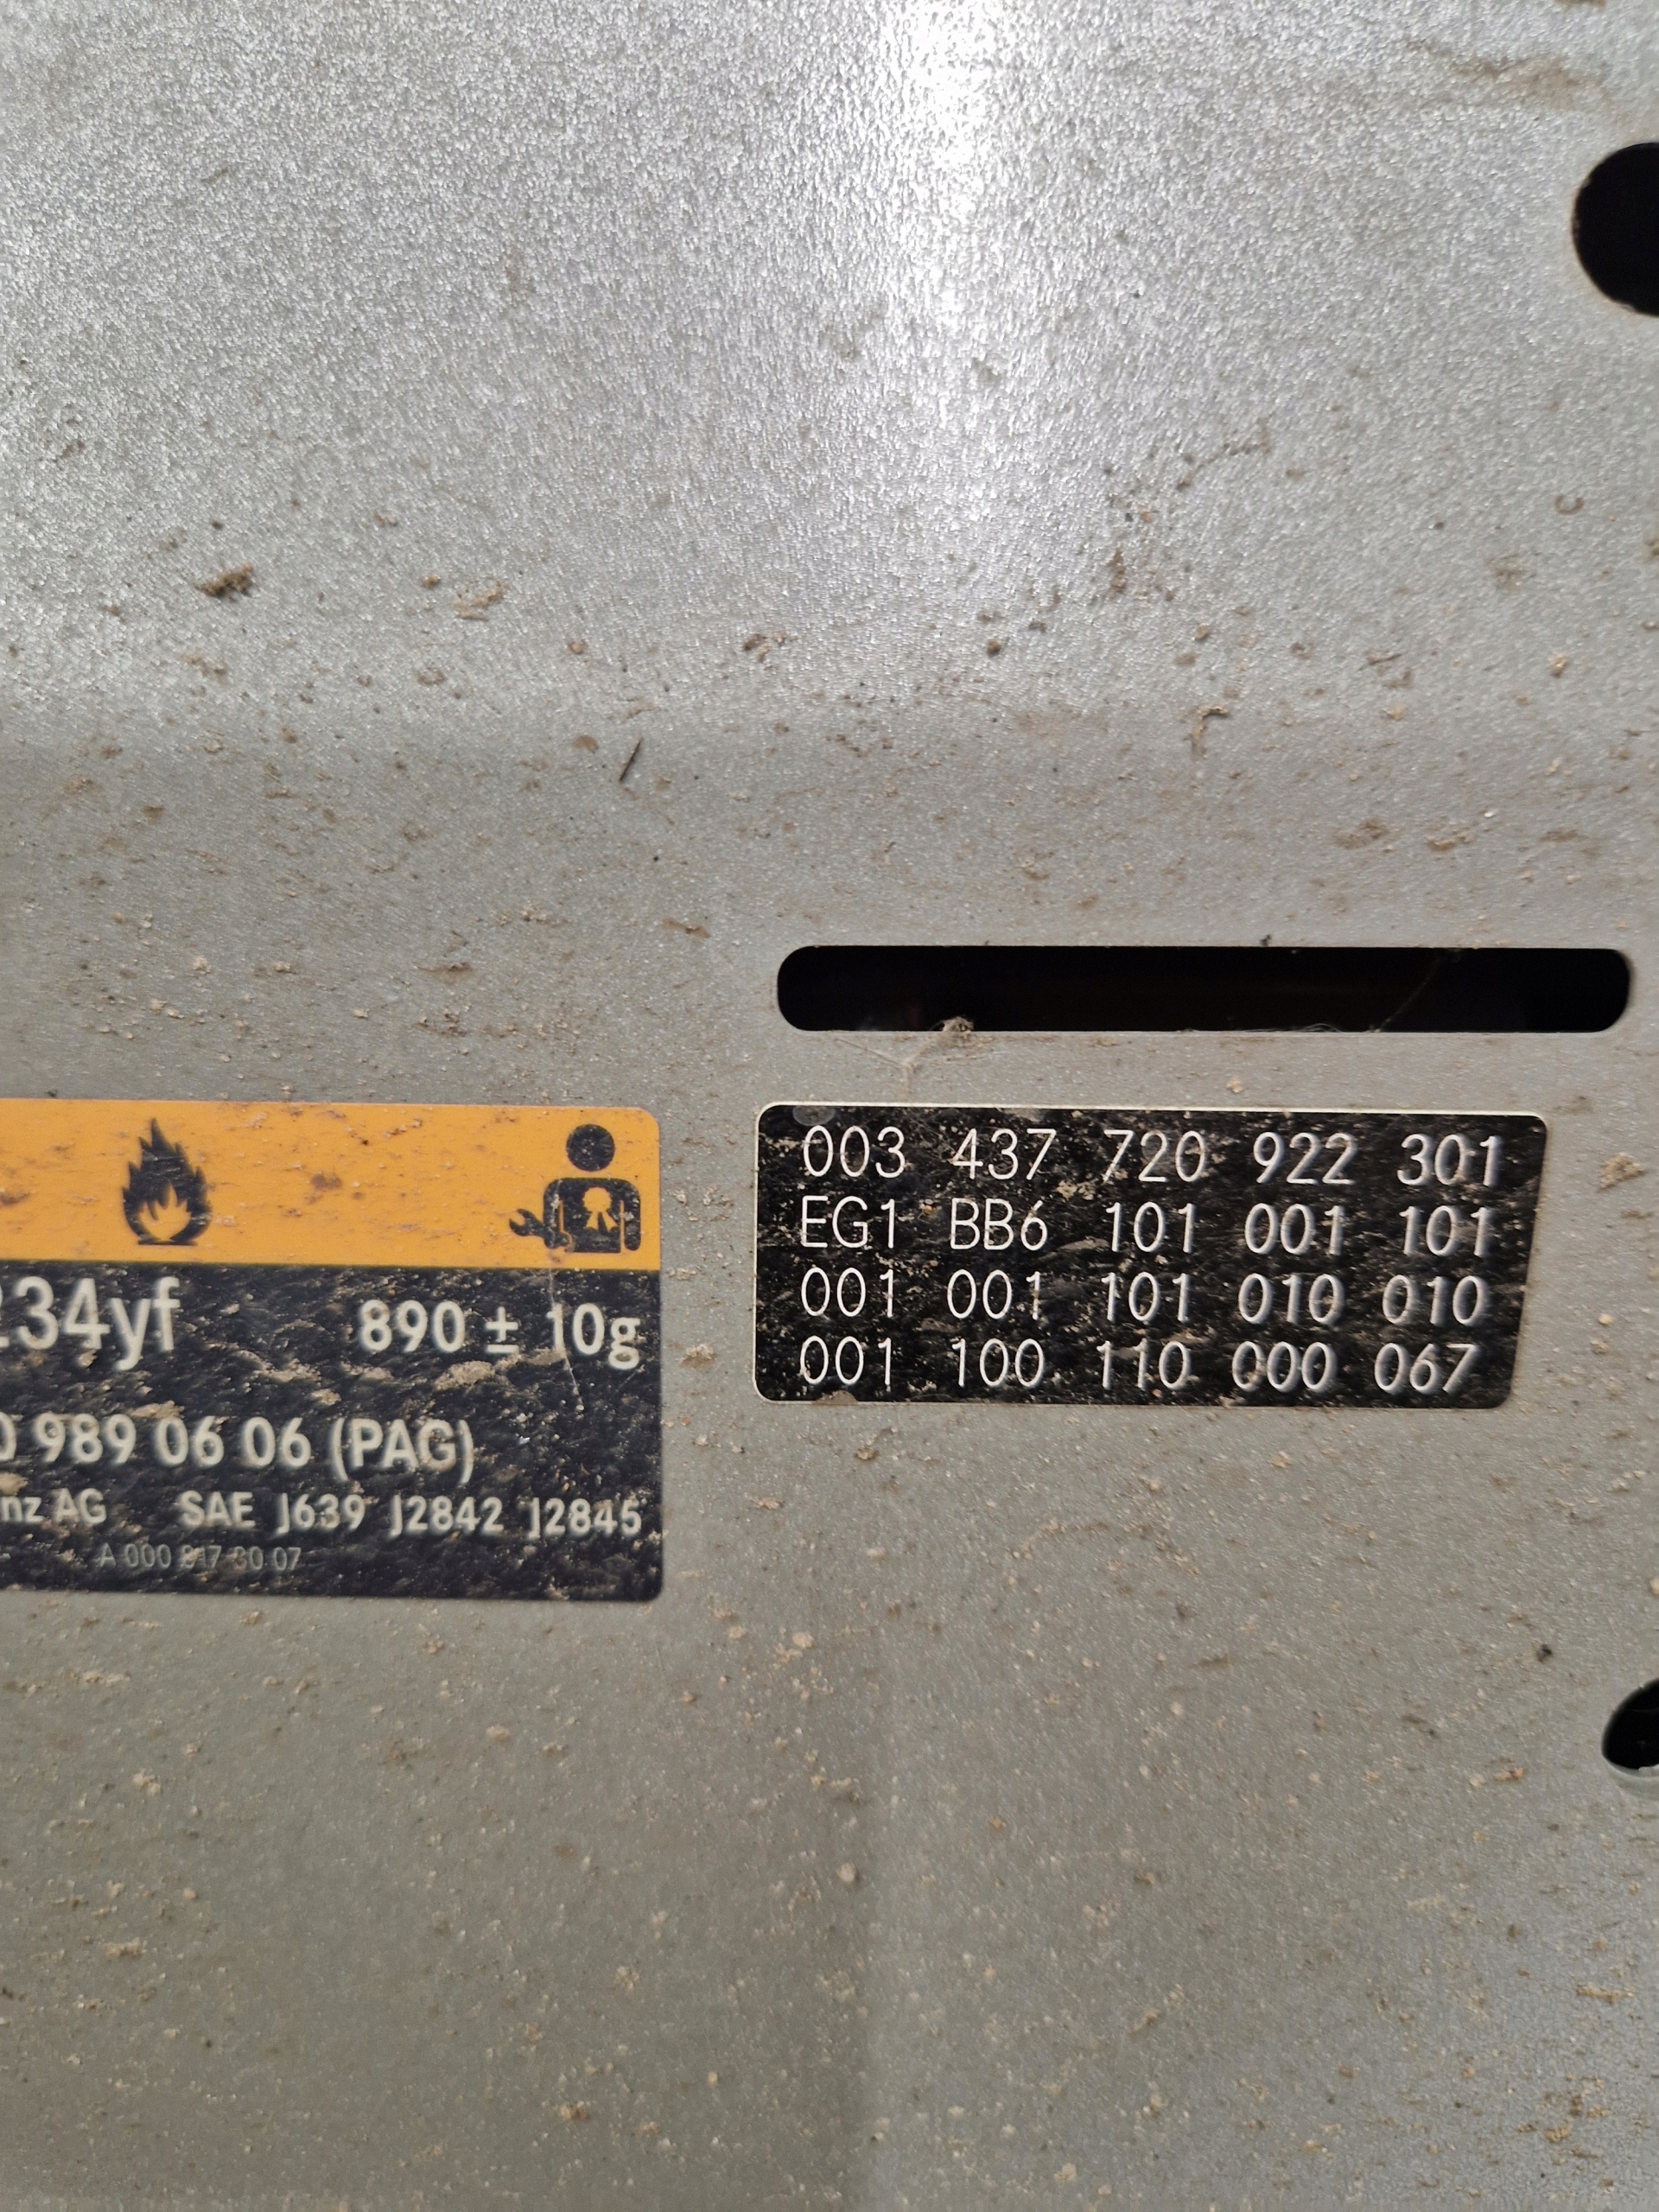 234yf 890 ± 10g
0 989 06 06 (PAG)
nz AG SAE J639 J2842 J2845
A 000 817 30 07
003 437 720 922 301
EG1 BB6 101 001 101
001 001 101 010 010
001 100 110 000 067